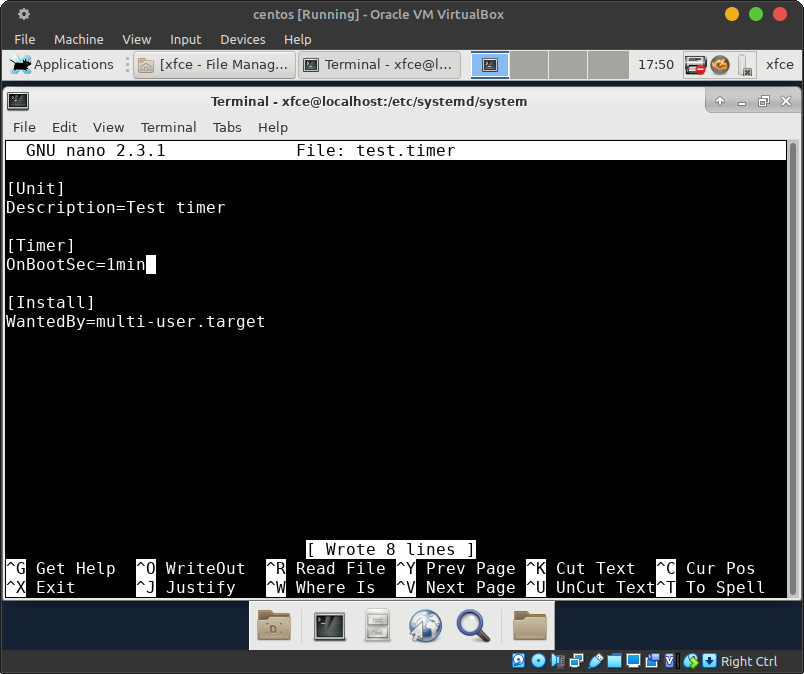 centos [Running] - Oracle VM VirtualBox
File Machine View Input Devices Help
Applications [xfce - File Manag... Terminal - xfce@l... 17:50 xfce
Terminal - xfce@localhost:/etc/systemd/system
File Edit View Terminal Tabs Help
GNU nano 2.3.1 File: test.timer
[Unit]
Description=Test timer
[Timer]
OnBootSec=1min
[Install]
WantedBy=multi-user.target
[ Wrote 8 lines ]
^G Get Help ^O WriteOut ^R Read File ^Y Prev Page ^K Cut Text ^C Cur Pos
^X Exit ^J Justify ^W Where Is ^V Next Page ^U UnCut Text^T To Spell
Right Ctrl